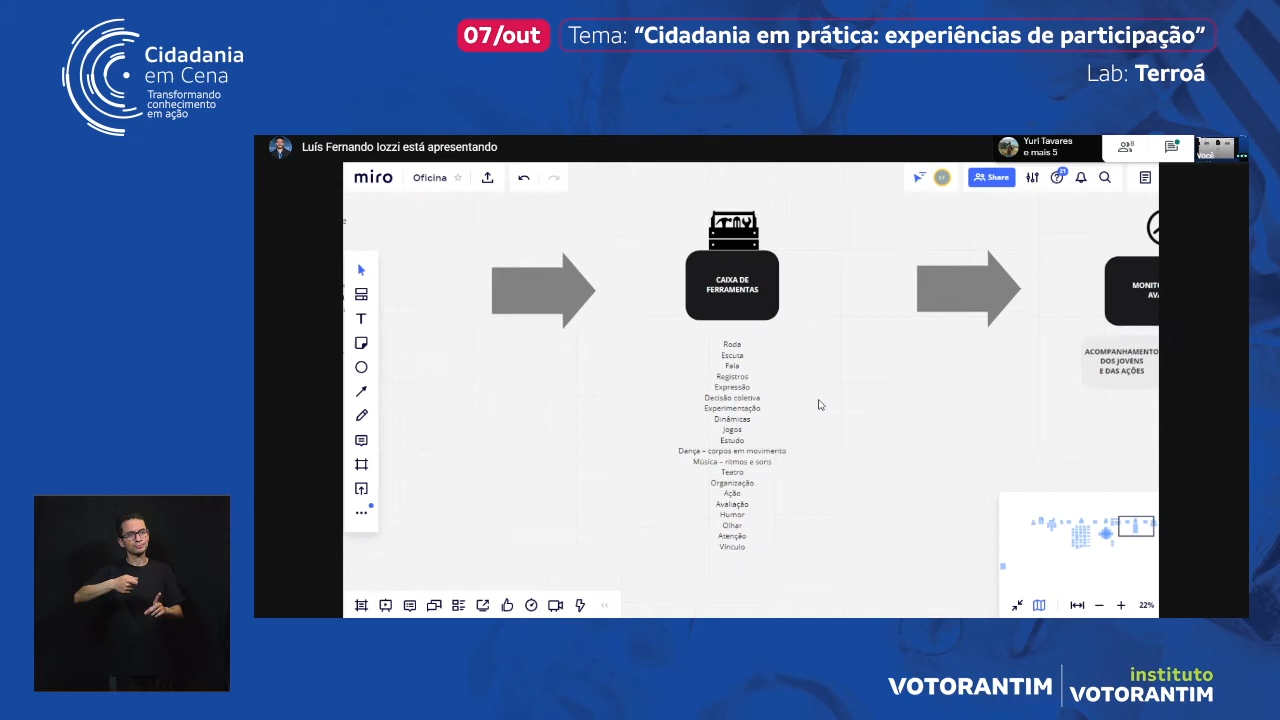 Cidadania
em Cena
Transformando
conhecimento
em ação
07/out
Tema: “Cidadania em prática: experiências de participação”
Lab: Terroá
Luís Fernando Iozzi está apresentando
Yuri Tavares
e mais 5
8
Você
miro
Oficina
Share
CAIXA DE
FERRAMENTAS
Roda
Escuta
Fala
Registros
Expressão
Decisão coletiva
Experimentação
Dinâmicas
Jogos
Estudo
Dança – corpos em movimento
Música – ritmos e sons
Teatro
Organização
Ação
Avaliação
Humor
Olhar
Atenção
Vínculo
MONITO
AVA
ACOMPANHAMENTO
DOS JOVENS
E DAS AÇÕES
22%
VOTORANTIM
instituto
VOTORANTIM